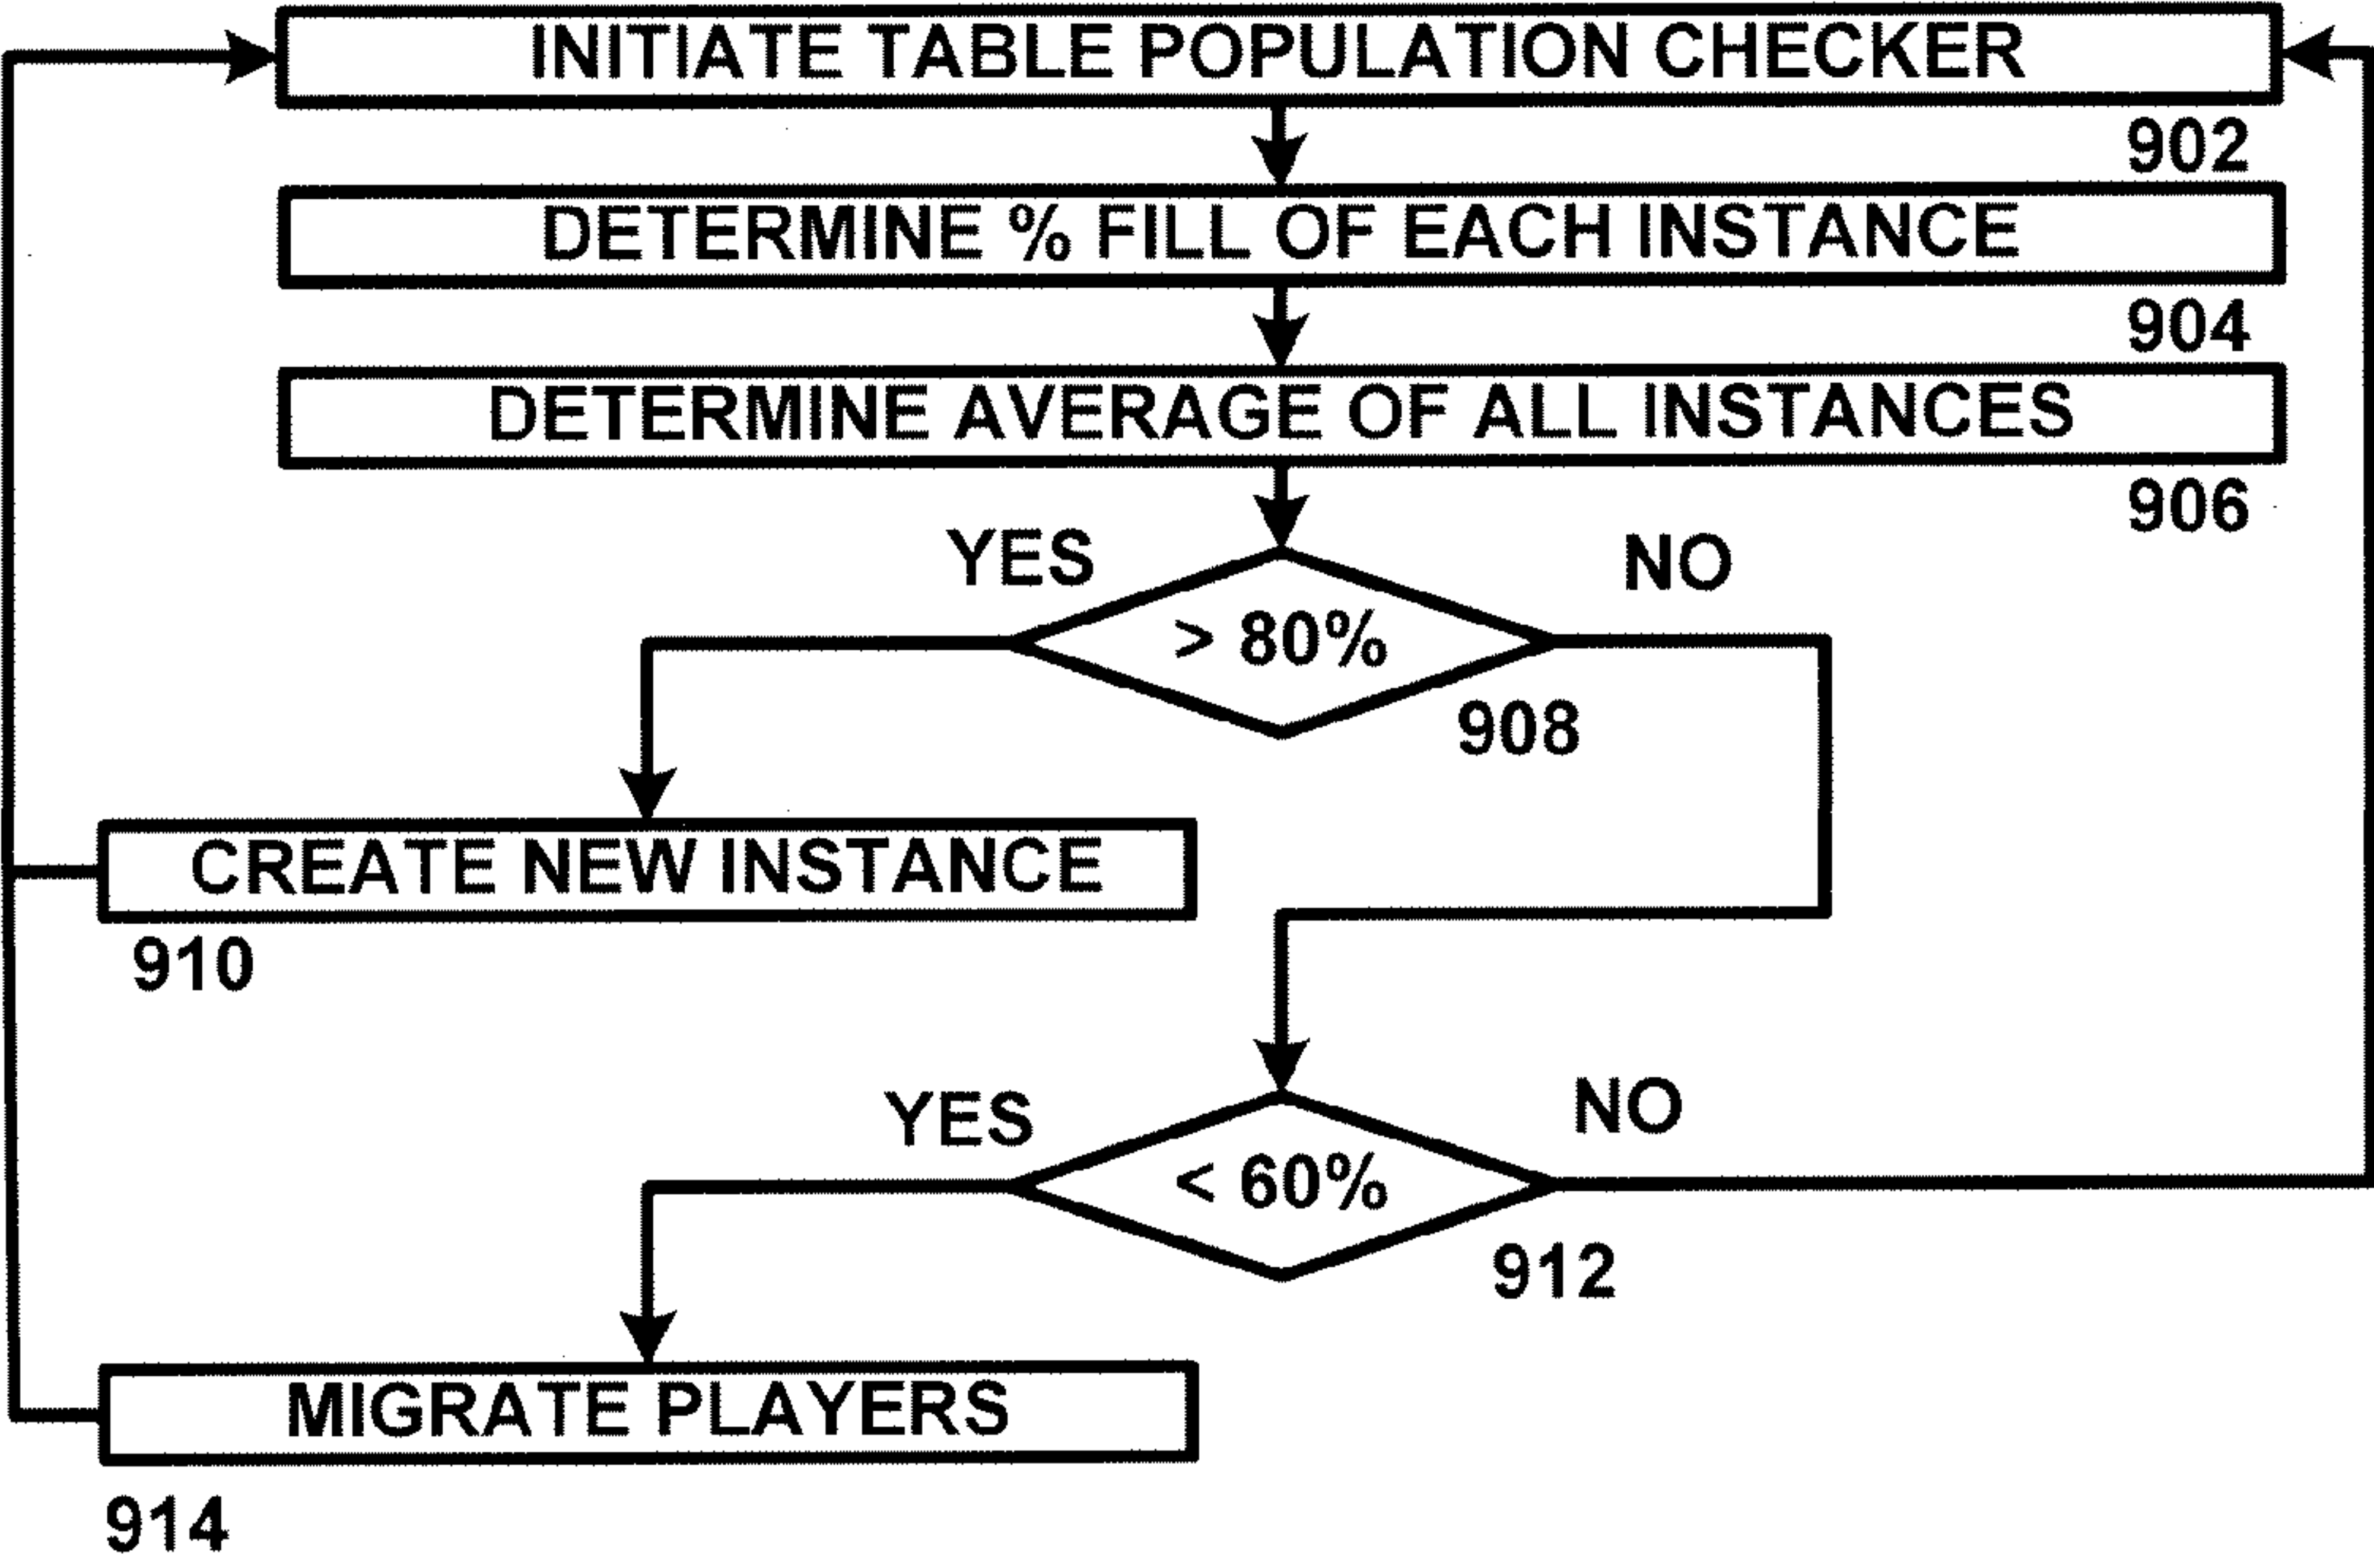 INITIATE TABLE POPULATION CHECKER
902
DETERMINE % FILL OF EACH INSTANCE
904
DETERMINE AVERAGE OF ALL INSTANCES
906
YES
NO
> 80%
908
CREATE NEW INSTANCE
910
YES
NO
< 60%
912
MIGRATE PLAYERS
914